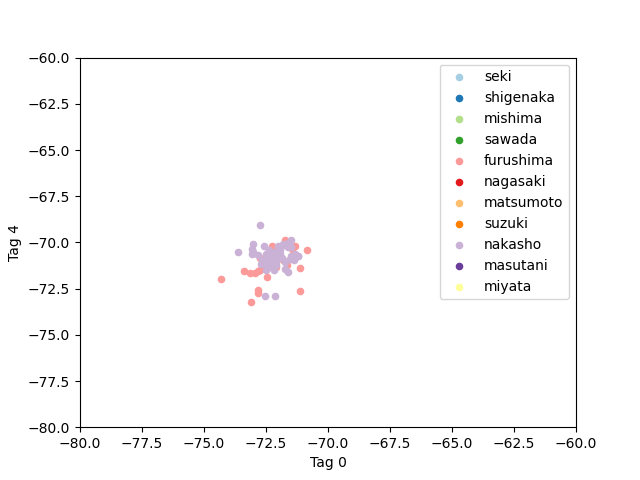 −60.0
−62.5
−65.0
−67.5
−70.0
−72.5
−75.0
−77.5
−80.0
Tag 4
seki
shigenaka
mishima
sawada
furushima
nagasaki
matsumoto
suzuki
nakasho
masutani
miyata
−80.0 −77.5 −75.0 −72.5 −70.0 −67.5 −65.0 −62.5 −60.0
Tag 0